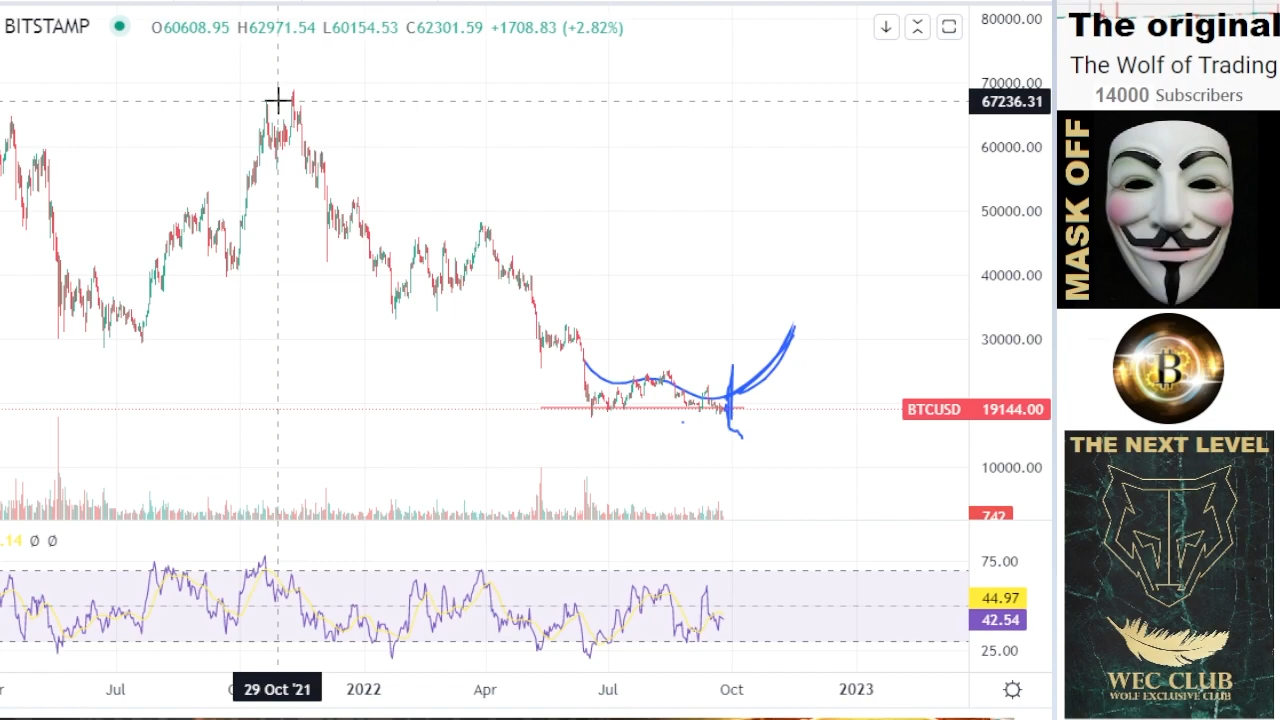 BITSTAMP O60608.95 H62971.54 L60154.53 C62301.59 +1708.83 (+2.82%)
80000.00
70000.00
67236.31
60000.00
50000.00
40000.00
30000.00
BTCUSD 19144.00
10000.00
742
.14 Ø Ø
75.00
44.97
42.54
25.00
Jul
29 Oct '21
2022
Apr
Jul
Oct
2023
The original
The Wolf of Trading
14000 Subscribers
MASK OFF
B
THE NEXT LEVEL
WEC CLUB
WOLF EXCLUSIVE CLUB